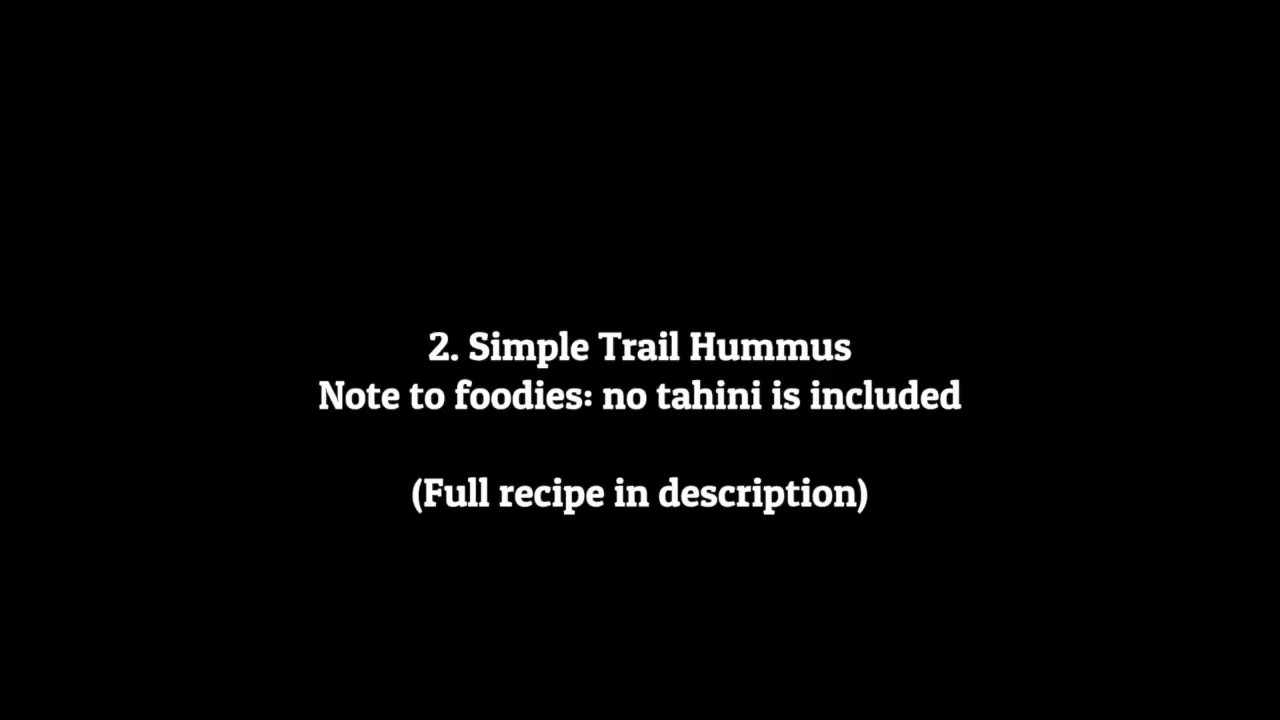 2. Simple Trail Hummus
Note to foodies: no tahini is included
(Full recipe in description)